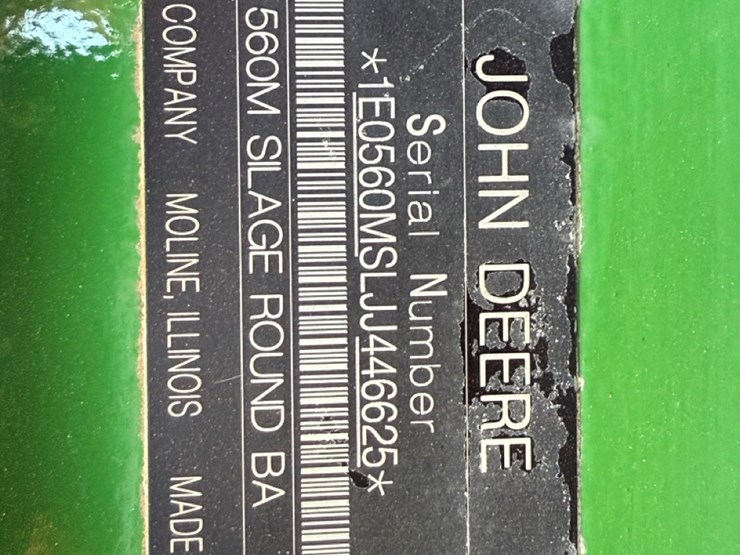 JOHN DEERE
Serial Number
*1E0560MSLJJ446625*
560M SILAGE ROUND BA
COMPANY MOLINE, ILLINOIS MADE